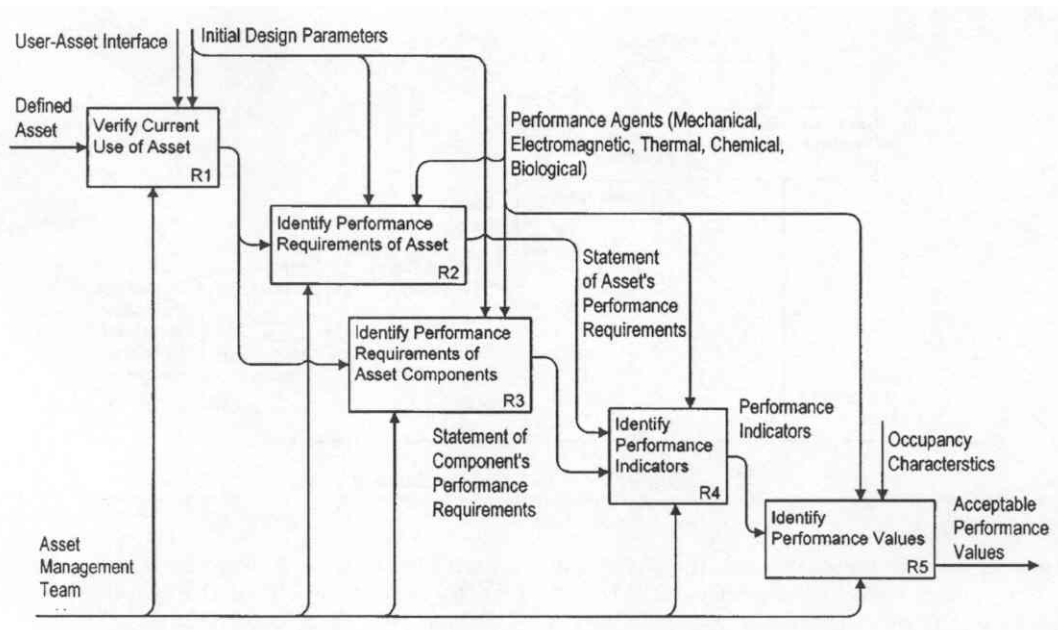 User-Asset Interface
Initial Design Parameters
Defined
Asset
Verify Current
Use of Asset
R1
Performance Agents (Mechanical,
Electromagnetic, Thermal, Chemical,
Biological)
Identify Performance
Requirements of Asset
R2
Statement
of Asset's
Performance
Requirements
Identify Performance
Requirements of
Asset Components
R3
Statement of
Component's
Performance
Requirements
Identify
Performance
Indicators
R4
Performance
Indicators
Occupancy
Characterstics
Identify
Performance Values
R5
Acceptable
Performance
Values
Asset
Management
Team